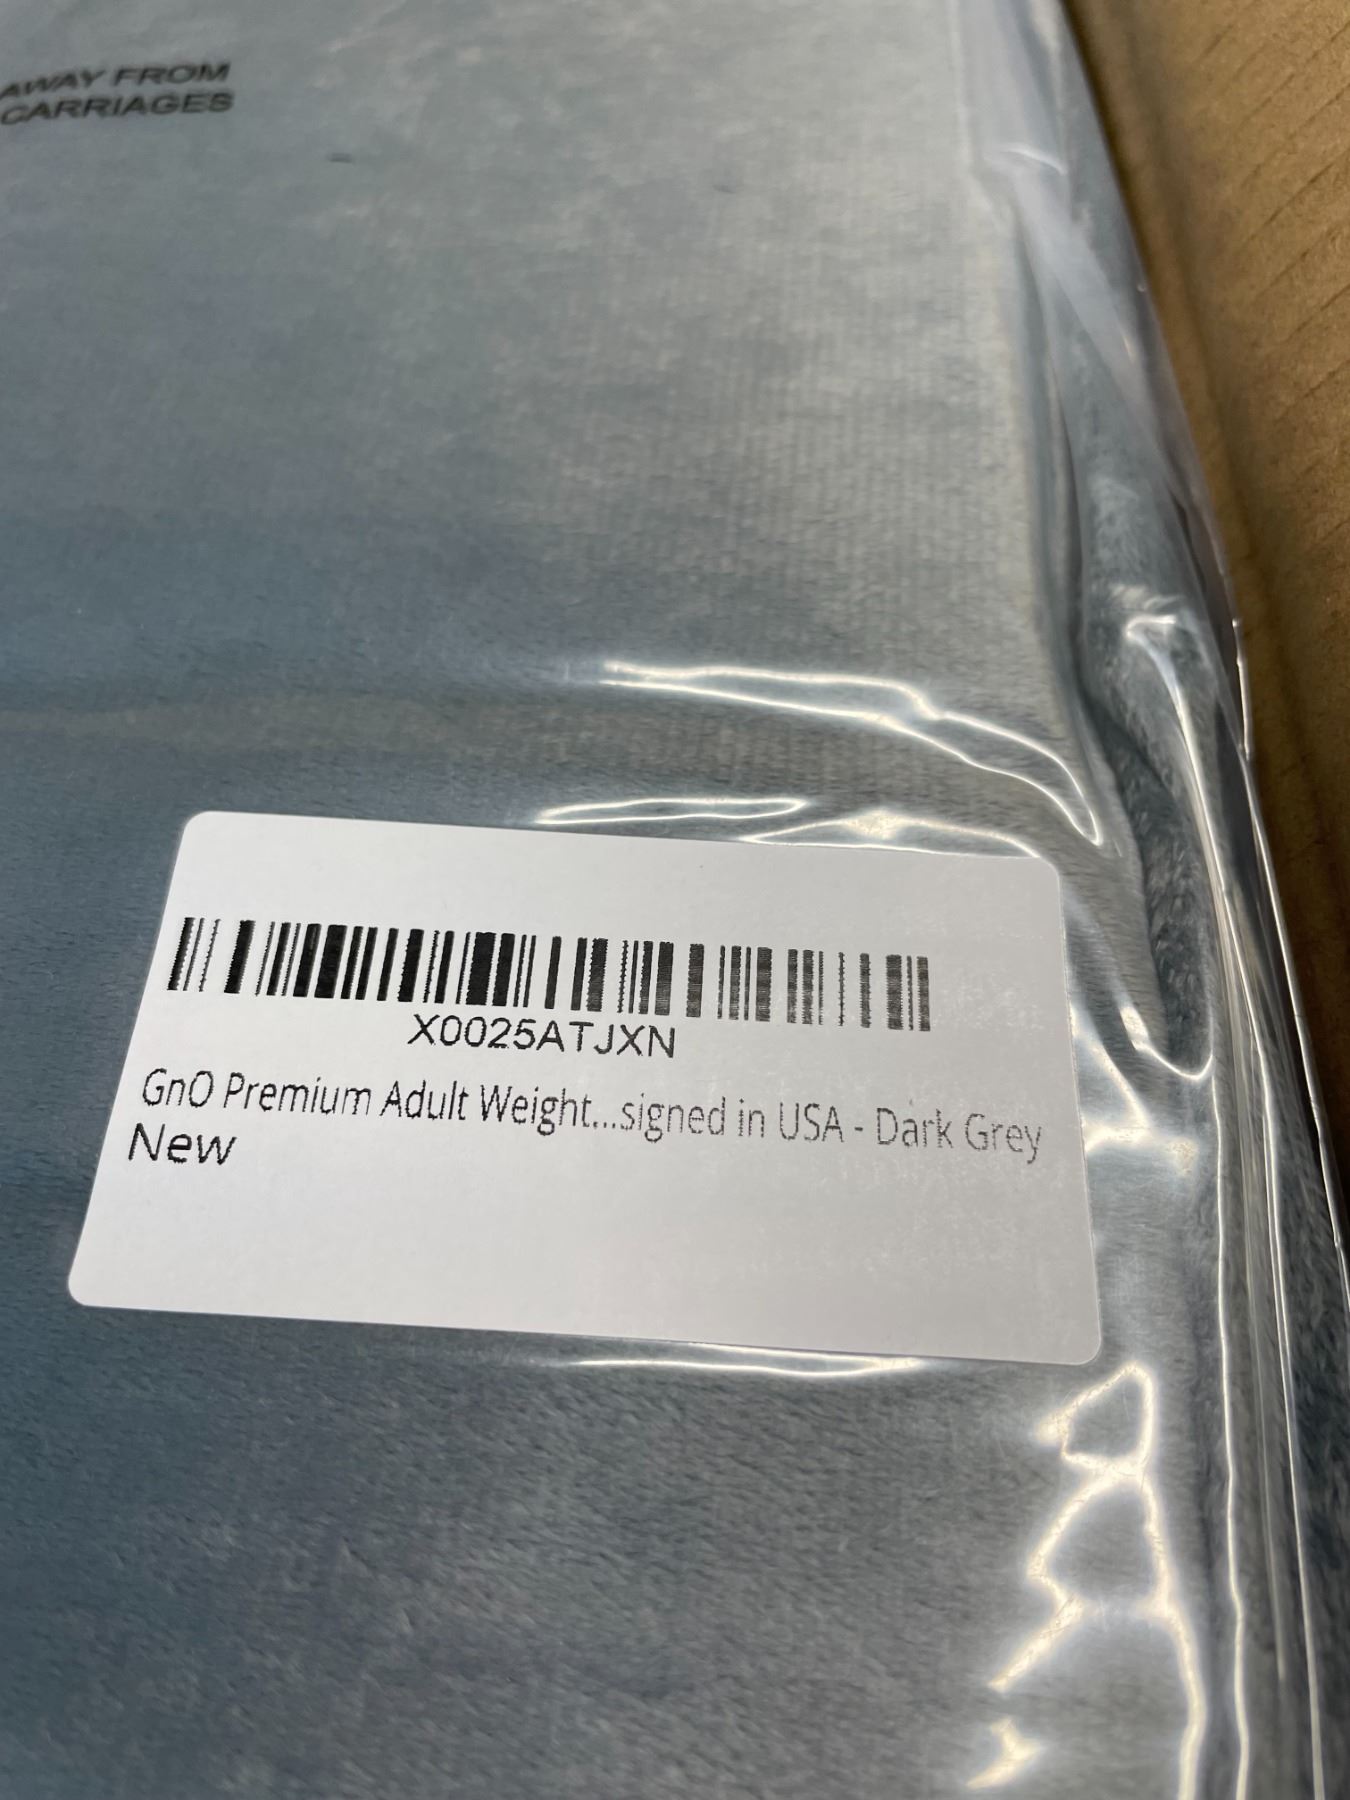 AWAY FROM
CARRIAGES
X0025ATJXN
GnO Premium Adult Weight...signed in USA - Dark Grey
New